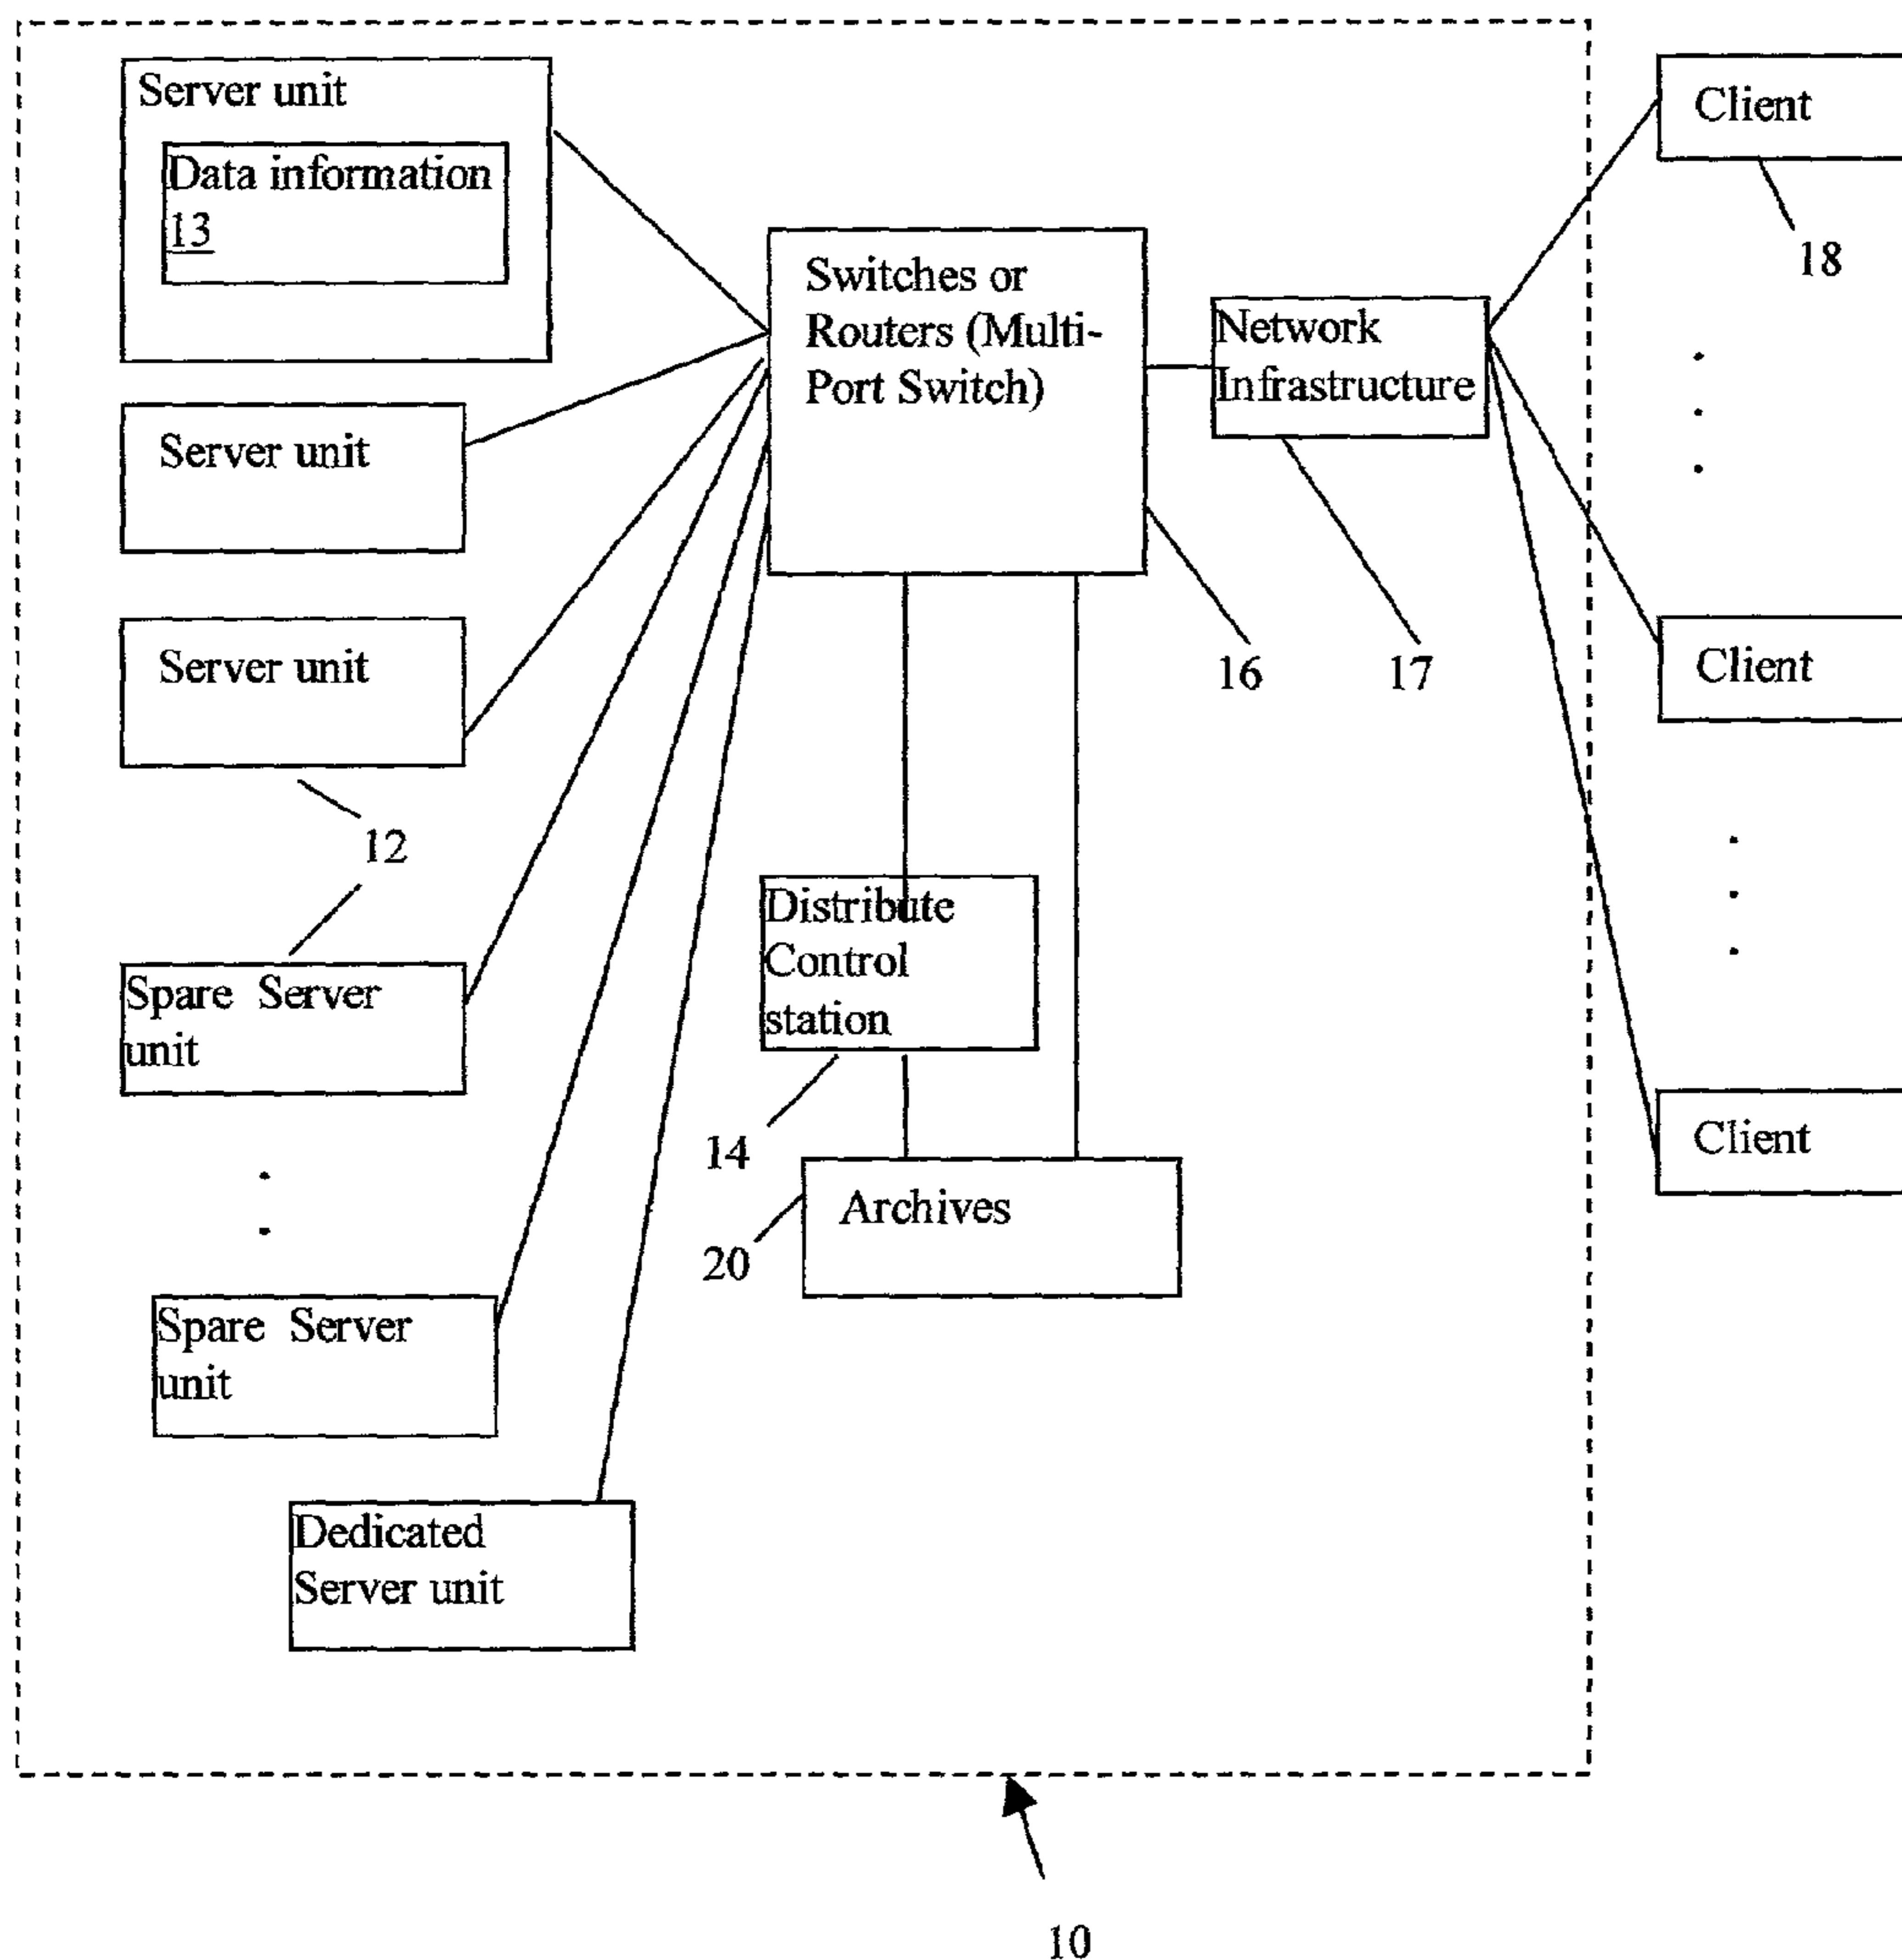 Server unit
Data information
13
Server unit
Server unit
12
Spare Server
unit
Spare Server
unit
Dedicated
Server unit
Switches or
Routers (Multi-
Port Switch)
16
Network
Infrastructure
17
Distribute
Control
station
14
Archives
20
Client
18
Client
Client
10